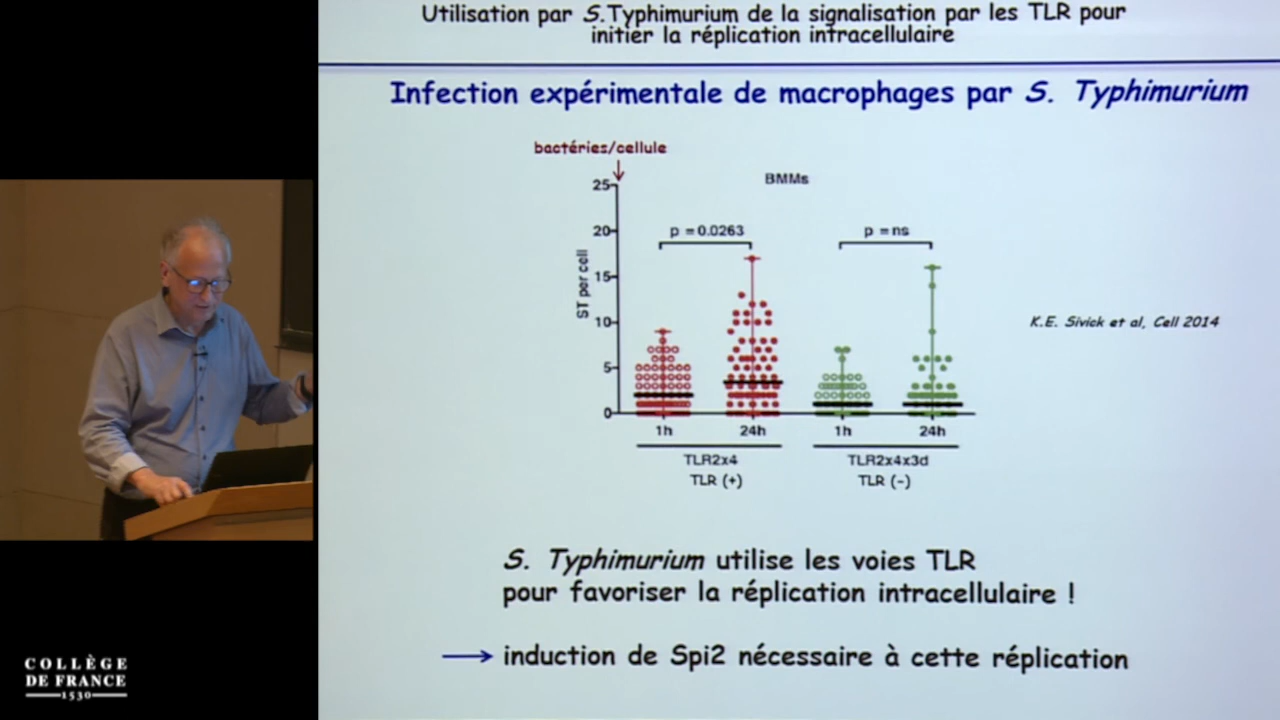 Utilisation par S.Typhimurium de la signalisation par les TLR pour
initier la réplication intracellulaire
Infection expérimentale de macrophages par S. Typhimurium
bactéries/cellule
BMMs
25
20
15
10
5
0
ST per cell
p = 0.0263
p = ns
K.E. Sivick et al, Cell 2014
1h
24h
1h
24h
TLR2x4
TLR2x4x3d
TLR (+)
TLR (-)
S. Typhimurium utilise les voies TLR
pour favoriser la réplication intracellulaire !
induction de Spi2 nécessaire à cette réplication
COLLÈGE
DE FRANCE
1530